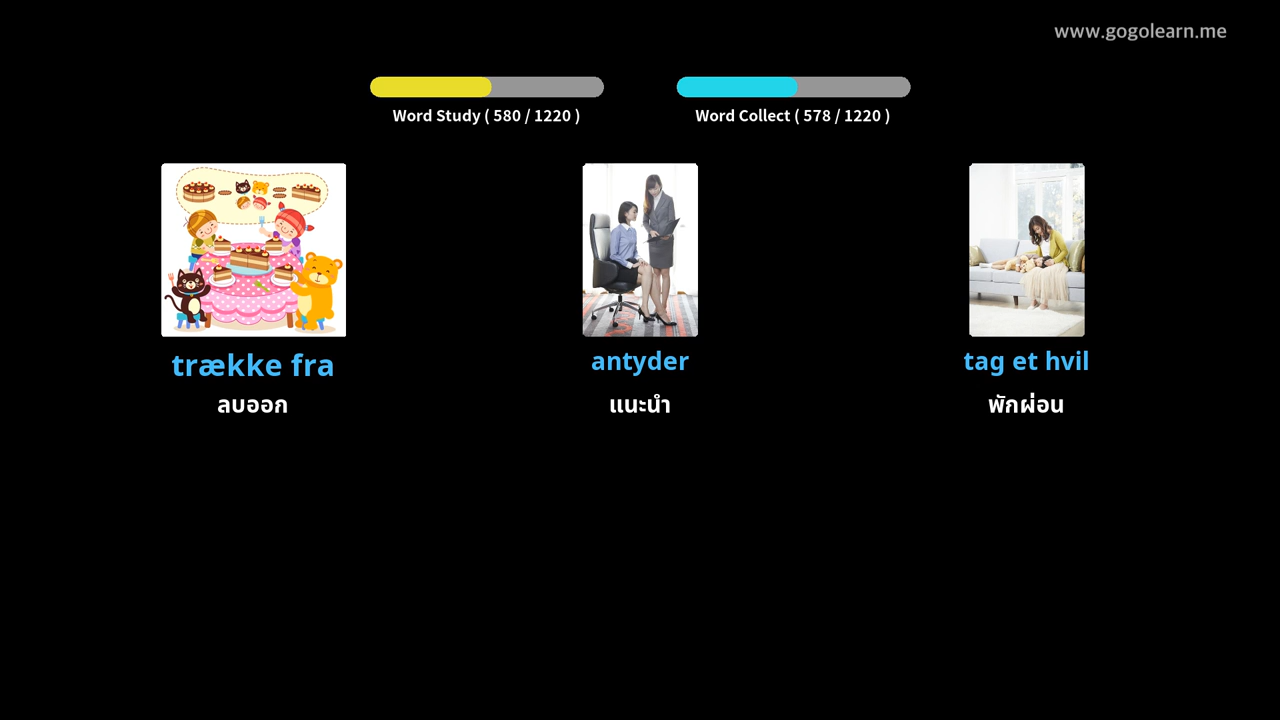 www.gogolearn.me
Word Study ( 580 / 1220 )
Word Collect ( 578 / 1220 )
trække fra
antyder
tag et hvil
ลบออก
แนะนำ
พักผ่อน